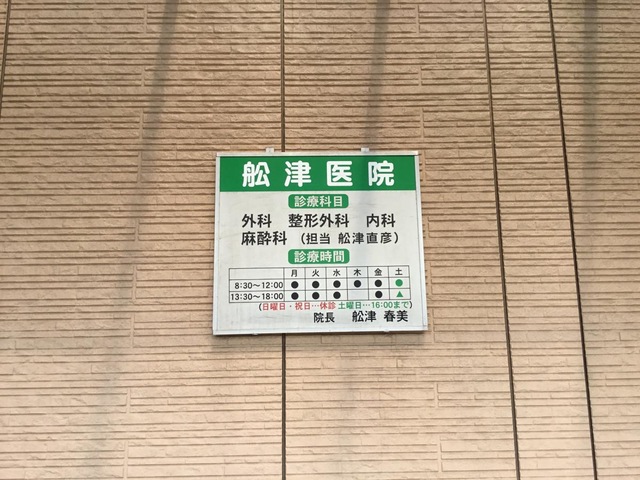 舩津医院
診療科目
外科 整形外科 内科
麻酔科 (担当 舩津直彦)
診療時間
月 火 水 木 金 土
8:30〜12:00 ● ● ● ● ● ●
13:30〜18:00 ● ● ● ● ▲
(日曜日・祝日…休診 土曜日…16:00まで)
院長 舩津 春美